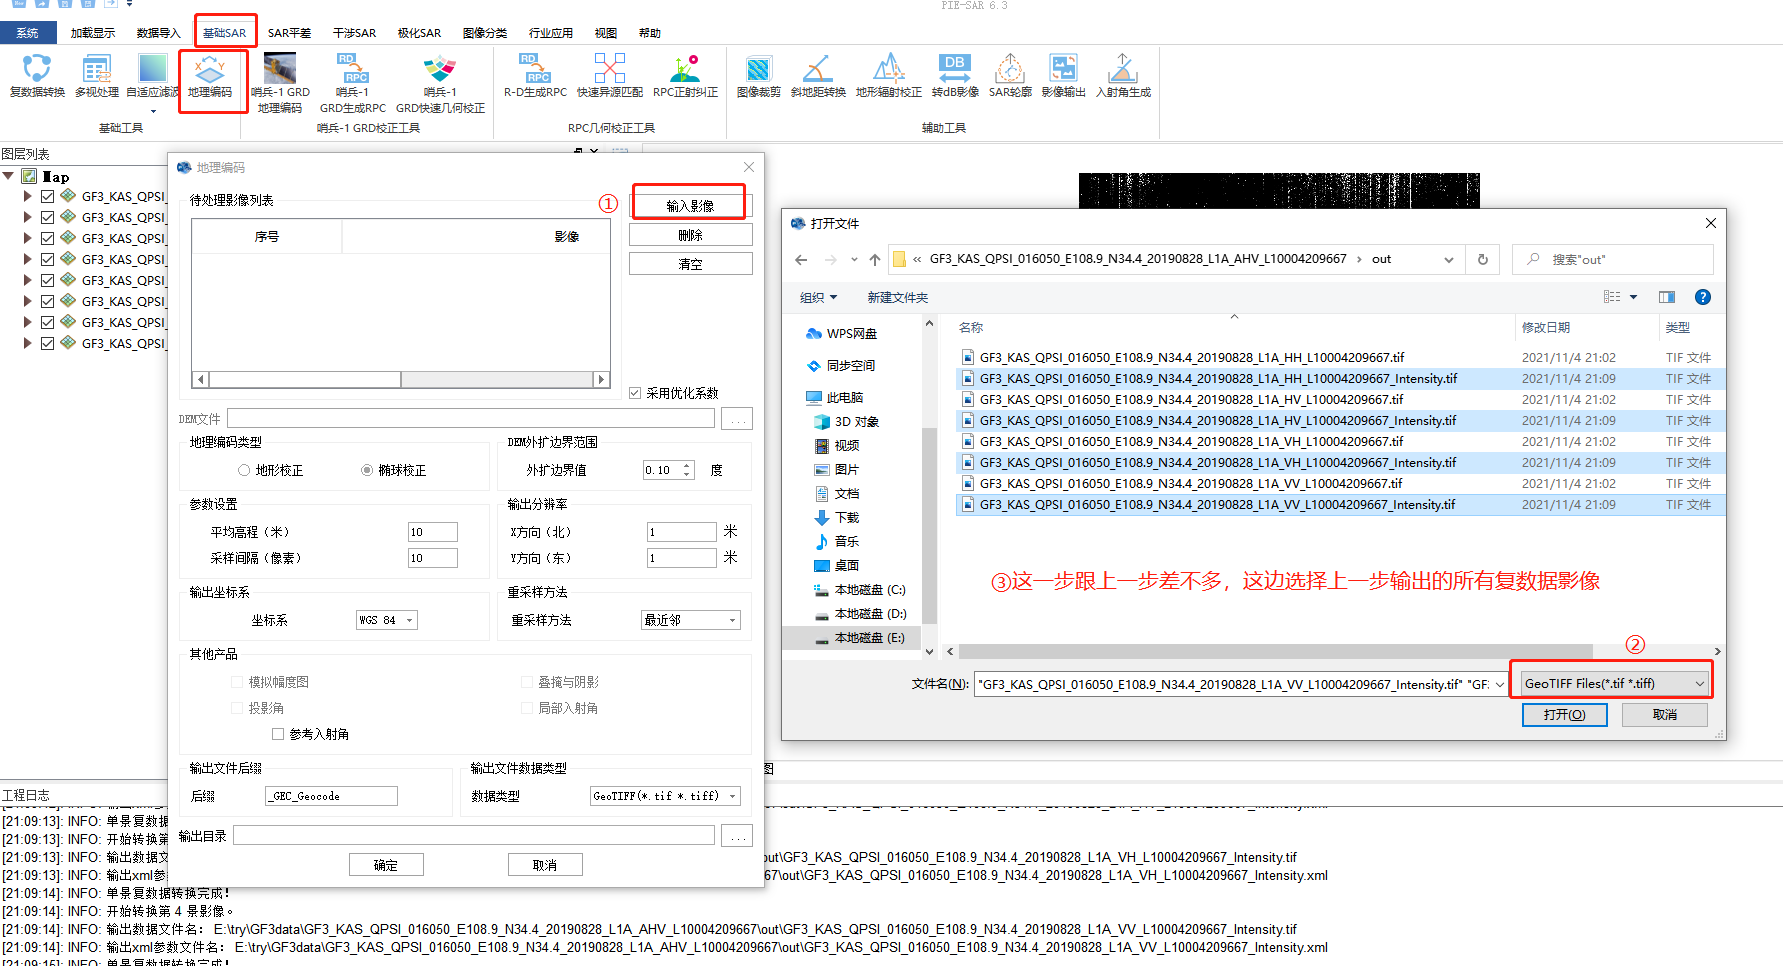 PIE-SAR 6.3
系统 加载显示 数据导入 基础SAR SAR平差 干涉SAR 极化SAR 图像分类 行业应用 视图 帮助
复数据转换 多视处理 自适应滤波 地理编码
哨兵-1 GRD
地理编码
哨兵-1
GRD生成RPC
哨兵-1
GRD快速几何校正
R-D生成RPC 快速异源匹配 RPC正射纠正
图像裁剪 斜地距转换 地形辐射校正 转dB影像 SAR轮廓 影像输出 入射角生成
基础工具 哨兵-1 GRD校正工具 RPC几何校正工具 辅助工具
图层列表
Map
GF3_KAS_QPSI_
GF3_KAS_QPSI_
GF3_KAS_QPSI_
GF3_KAS_QPSI_
GF3_KAS_QPSI_
GF3_KAS_QPSI_
GF3_KAS_QPSI_
GF3_KAS_QPSI_
地理编码
待处理影像列表
序号 影像
① 输入影像
删除
清空
采用优化系数
DEM文件 ...
地理编码类型
地形校正 椭球校正
DEM外扩边界范围
外扩边界值 0.10 度
参数设置
平均高程（米） 10
采样间隔（像素） 10
输出分辨率
X方向（北） 1 米
Y方向（东） 1 米
输出坐标系
坐标系 WGS 84
重采样方法
重采样方法 最近邻
其他产品
模拟幅度图 叠掩与阴影
投影角 局部入射角
参考入射角
输出文件后缀
后缀 _GEC_Geocode
输出文件数据类型
数据类型 GeoTIFF(*.tif *.tiff)
输出目录 ...
确定 取消
打开文件
« GF3_KAS_QPSI_016050_E108.9_N34.4_20190828_L1A_AHV_L10004209667 › out
搜索"out"
组织 新建文件夹
WPS网盘
同步空间
此电脑
3D 对象
视频
图片
文档
下载
音乐
桌面
本地磁盘 (C:)
本地磁盘 (D:)
本地磁盘 (E:)
名称 修改日期 类型
GF3_KAS_QPSI_016050_E108.9_N34.4_20190828_L1A_HH_L10004209667.tif 2021/11/4 21:02 TIF 文件
GF3_KAS_QPSI_016050_E108.9_N34.4_20190828_L1A_HH_L10004209667_Intensity.tif 2021/11/4 21:09 TIF 文件
GF3_KAS_QPSI_016050_E108.9_N34.4_20190828_L1A_HV_L10004209667.tif 2021/11/4 21:02 TIF 文件
GF3_KAS_QPSI_016050_E108.9_N34.4_20190828_L1A_HV_L10004209667_Intensity.tif 2021/11/4 21:09 TIF 文件
GF3_KAS_QPSI_016050_E108.9_N34.4_20190828_L1A_VH_L10004209667.tif 2021/11/4 21:02 TIF 文件
GF3_KAS_QPSI_016050_E108.9_N34.4_20190828_L1A_VH_L10004209667_Intensity.tif 2021/11/4 21:09 TIF 文件
GF3_KAS_QPSI_016050_E108.9_N34.4_20190828_L1A_VV_L10004209667.tif 2021/11/4 21:02 TIF 文件
GF3_KAS_QPSI_016050_E108.9_N34.4_20190828_L1A_VV_L10004209667_Intensity.tif 2021/11/4 21:09 TIF 文件
③这一步跟上一步差不多，这边选择上一步输出的所有复数据影像
②
文件名(N): "GF3_KAS_QPSI_016050_E108.9_N34.4_20190828_L1A_VV_L10004209667_Intensity.tif" "GF: GeoTIFF Files(*.tif *.tiff)
打开(O) 取消
图
工程日志
[21:09:13]: INFO: 单景复数据
[21:09:13]: INFO: 开始转换第
[21:09:13]: INFO: 输出数据文 out\GF3_KAS_QPSI_016050_E108.9_N34.4_20190828_L1A_VH_L10004209667_Intensity.tif
[21:09:13]: INFO: 输出xml参 67\out\GF3_KAS_QPSI_016050_E108.9_N34.4_20190828_L1A_VH_L10004209667_Intensity.xml
[21:09:14]: INFO: 单景复数据转换完成！
[21:09:14]: INFO: 开始转换第 4 景影像。
[21:09:14]: INFO: 输出数据文件名： E:\try\GF3data\GF3_KAS_QPSI_016050_E108.9_N34.4_20190828_L1A_AHV_L10004209667\out\GF3_KAS_QPSI_016050_E108.9_N34.4_20190828_L1A_VV_L10004209667_Intensity.tif
[21:09:14]: INFO: 输出xml参数文件名： E:\try\GF3data\GF3_KAS_QPSI_016050_E108.9_N34.4_20190828_L1A_AHV_L10004209667\out\GF3_KAS_QPSI_016050_E108.9_N34.4_20190828_L1A_VV_L10004209667_Intensity.xml
[21:09:15]: INFO: 单景复数据转换完成！